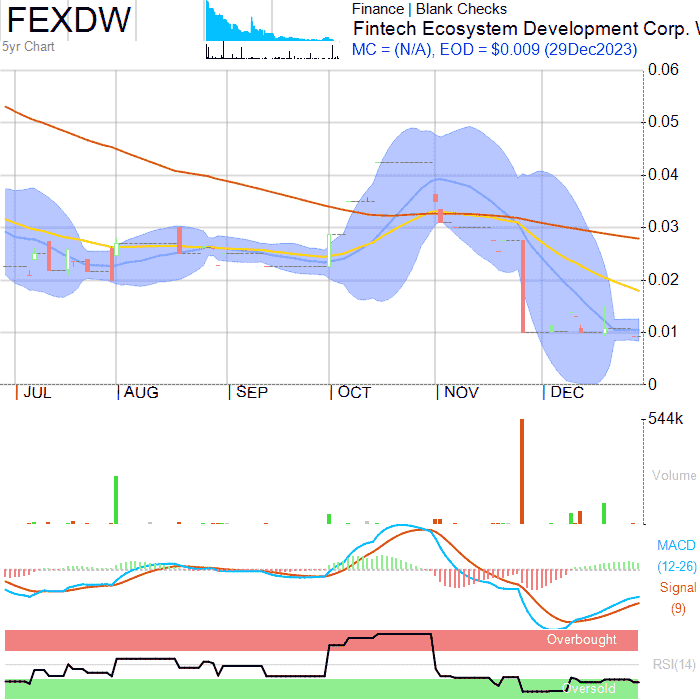 FEXDW
5yr Chart
Finance | Blank Checks
Fintech Ecosystem Development Corp. W
MC = (N/A), EOD = $0.009 (29Dec2023)
0.06
0.05
0.04
0.03
0.02
0.01
0
JUL AUG SEP OCT NOV DEC
544k
Volume
MACD
(12-26)
Signal
(9)
Overbought
RSI(14)
Oversold